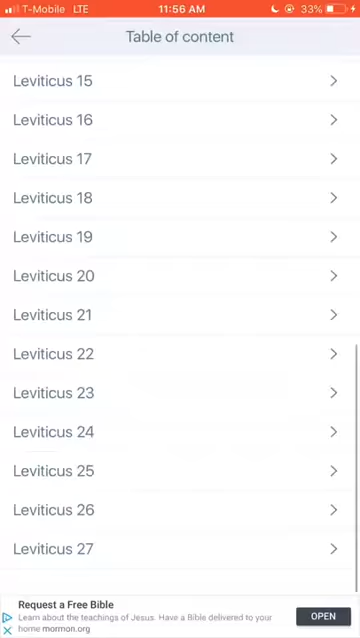 T-Mobile LTE 11:56 AM 33%
Table of content
Leviticus 15
Leviticus 16
Leviticus 17
Leviticus 18
Leviticus 19
Leviticus 20
Leviticus 21
Leviticus 22
Leviticus 23
Leviticus 24
Leviticus 25
Leviticus 26
Leviticus 27
Request a Free Bible
Learn about the teachings of Jesus. Have a Bible delivered to your
home mormon.org
OPEN